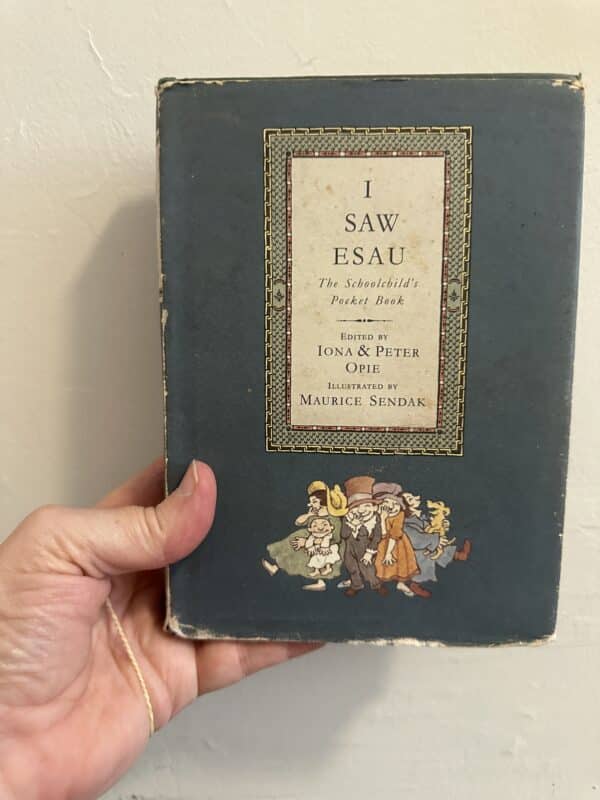 I
SAW
ESAU
The Schoolchild's
Pocket Book
EDITED BY
IONA & PETER
OPIE
ILLUSTRATED BY
MAURICE SENDAK